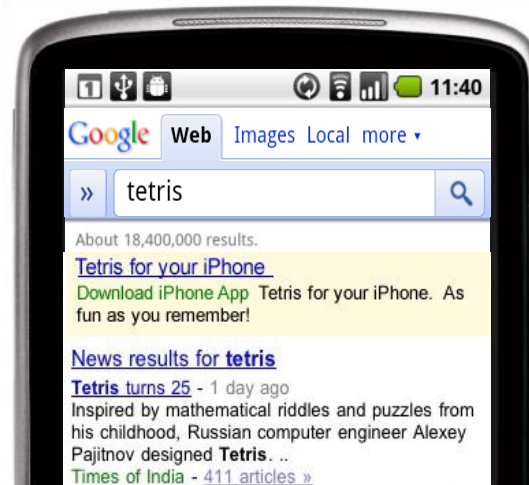 1 11:40
Google Web Images Local more ▾
» tetris
About 18,400,000 results.
Tetris for your iPhone
Download iPhone App Tetris for your iPhone. As
fun as you remember!
News results for tetris
Tetris turns 25 - 1 day ago
Inspired by mathematical riddles and puzzles from
his childhood, Russian computer engineer Alexey
Pajitnov designed Tetris. ..
Times of India - 411 articles »